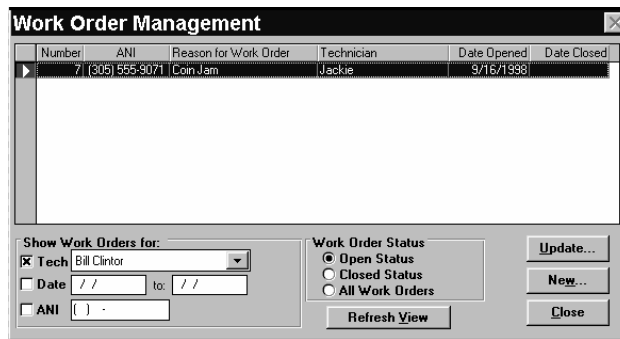 Work Order Management
Number ANI Reason for Work Order Technician Date Opened Date Closed
7 (305) 555-9071 Coin Jam Jackie 9/16/1998
Show Work Orders for:
Tech Bill Clintor
Date / / to: / /
ANI ( ) -
Work Order Status
Open Status
Closed Status
All Work Orders
Refresh View
Update...
New...
Close